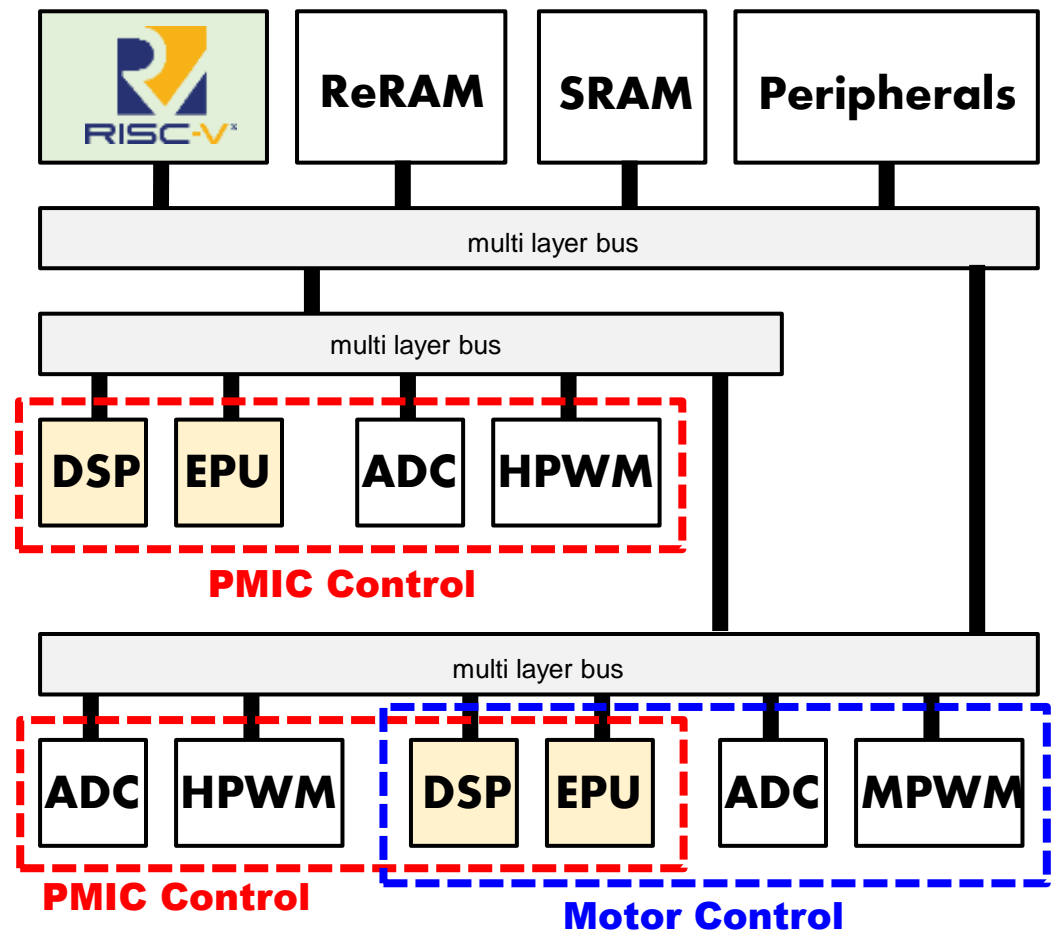 RISC-V
ReRAM
SRAM
Peripherals
multi layer bus
multi layer bus
DSP
EPU
ADC
HPWM
PMIC Control
multi layer bus
ADC
HPWM
DSP
EPU
ADC
MPWM
PMIC Control
Motor Control